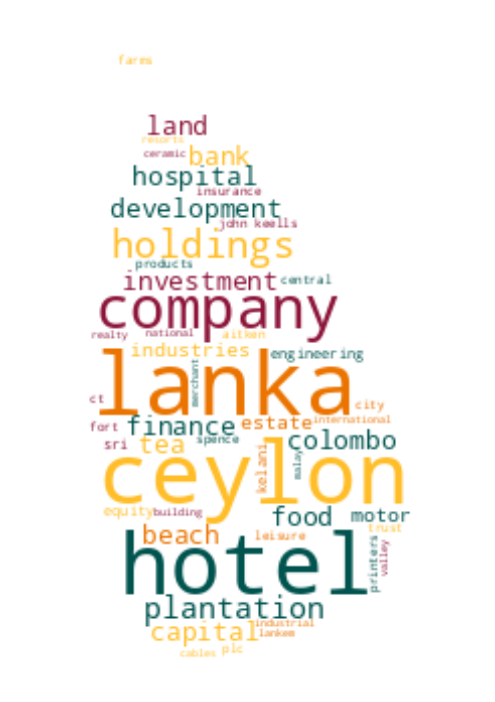 farms
land
resorts
ceramic bank
hospital
insurance
development
john keells
holdings
products
investment central
company
realty national aitken
industries engineering
lanka
merchant
ct city
fort finance estate international
sri tea spence colombo
kelani malay
ceylon
equity building food motor
trust
beach leisure
hotel
printers valley
plantation
capital industrial
lankem
cables plc